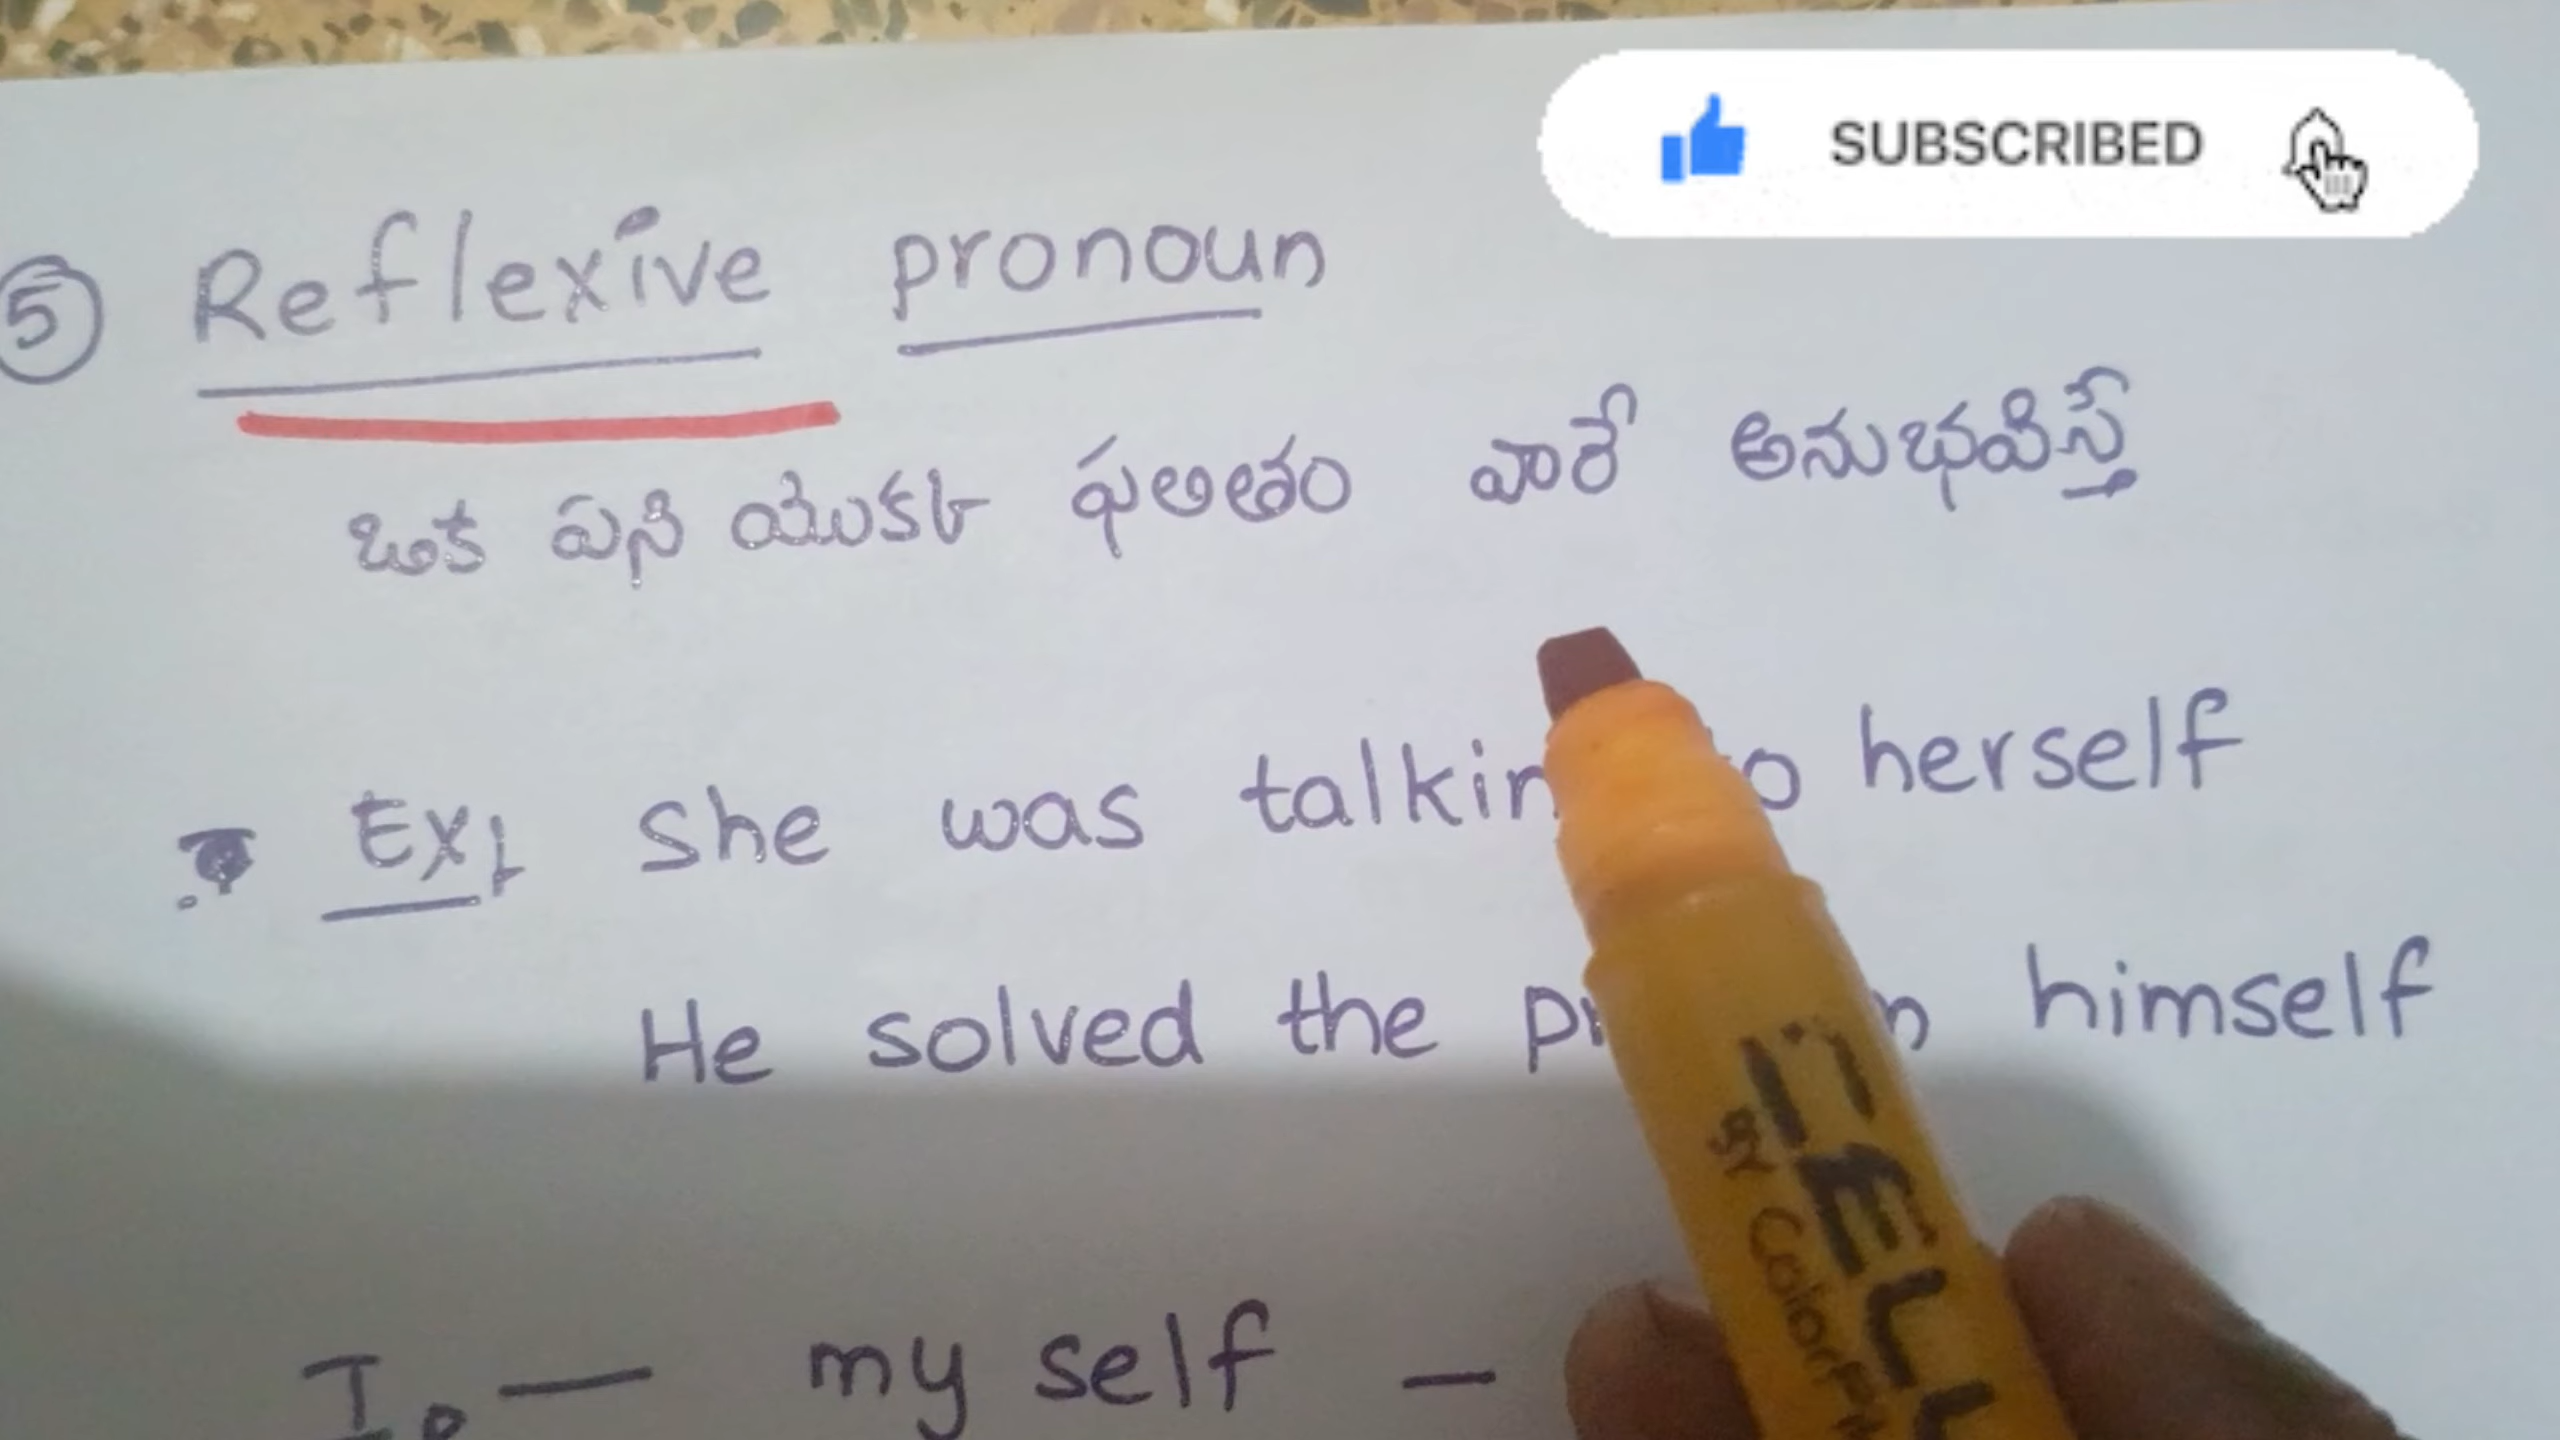 SUBSCRIBED
5 Reflexive pronoun
ఒక పని యొక్క ఫలితం వారే అనుభవిస్తే
Ex: She was herself
He solved the himself
I — my self —